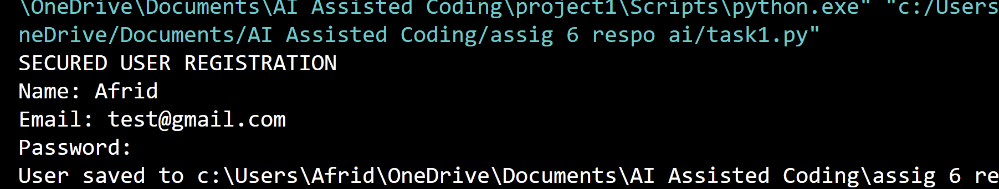 \OneDrive\Documents\AI Assisted Coding\project1\Scripts\python.exe" "c:/Users
neDrive/Documents/AI Assisted Coding/assig 6 respo ai/task1.py"
SECURED USER REGISTRATION
Name: Afrid
Email: test@gmail.com
Password:
User saved to c:\Users\Afrid\OneDrive\Documents\AI Assisted Coding\assig 6 re